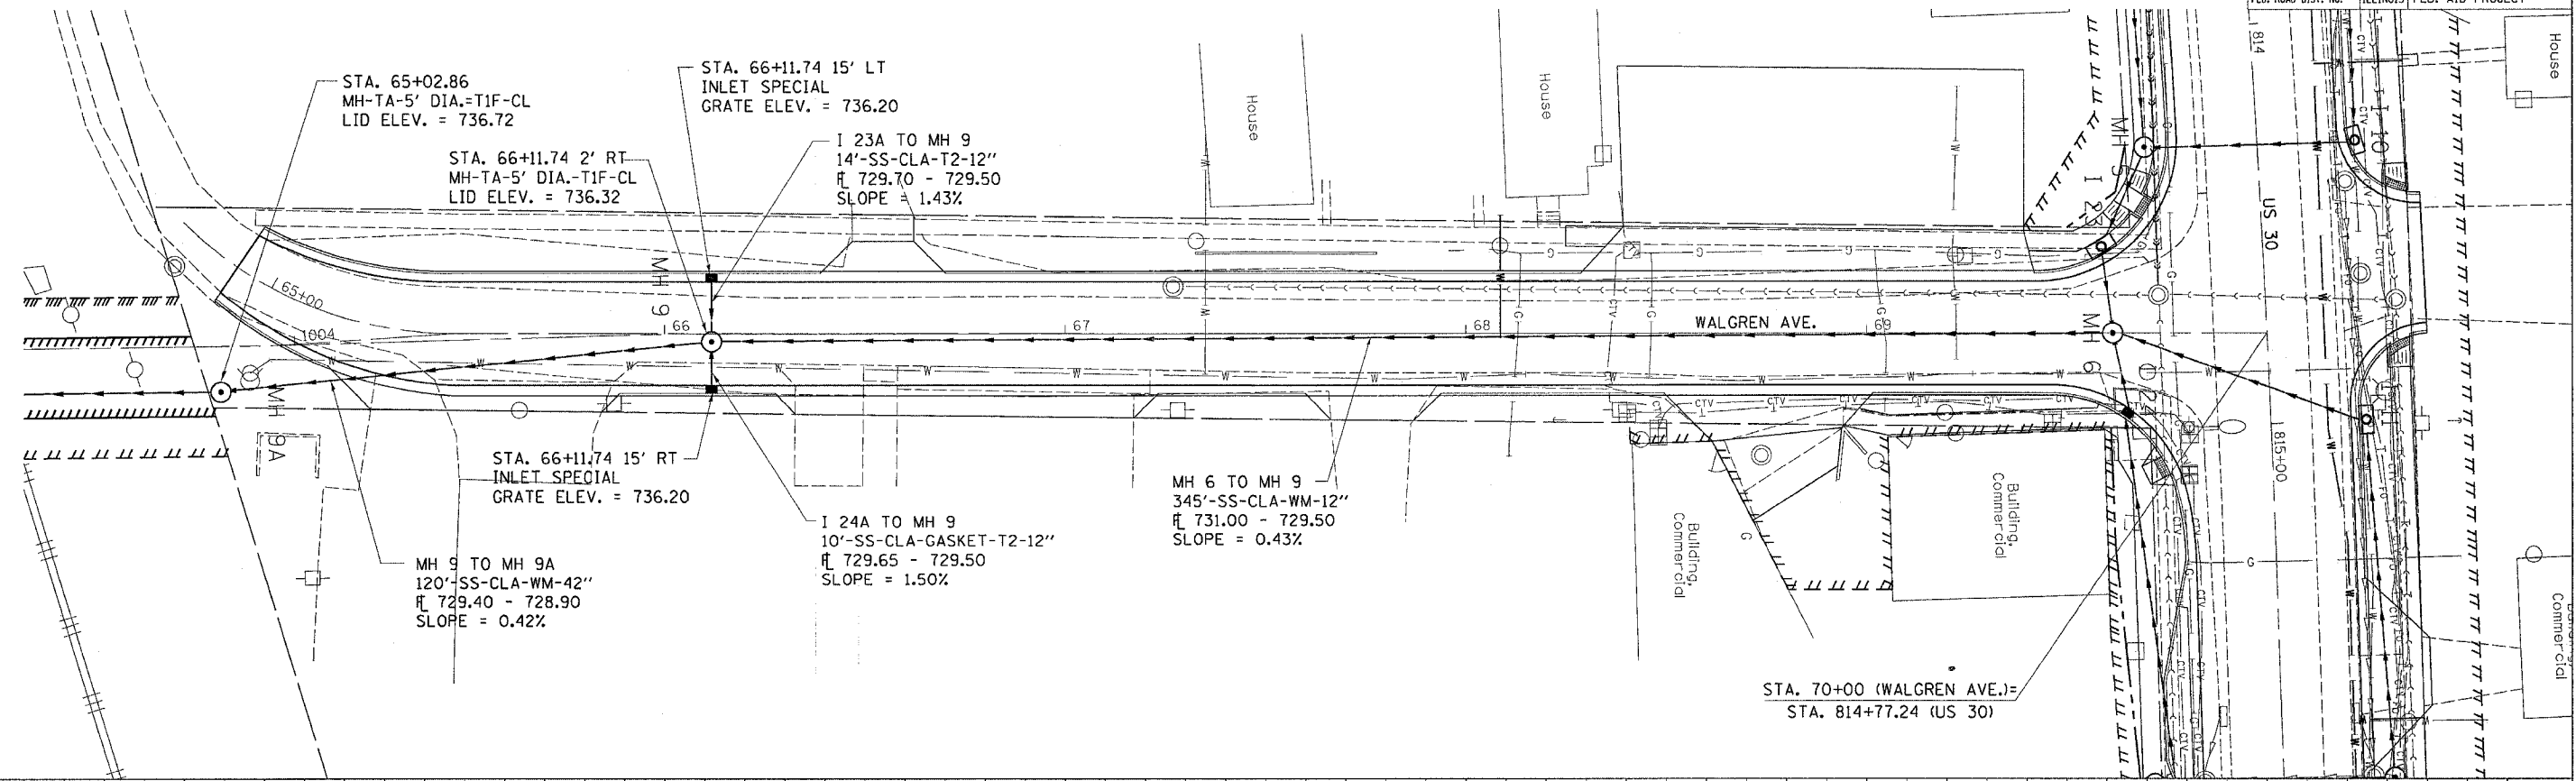 STA. 65+02.86
MH-TA-5' DIA.=T1F-CL
LID ELEV. = 736.72
STA. 66+11.74 15' LT
INLET SPECIAL
GRATE ELEV. = 736.20
STA. 66+11.74 2' RT
MH-TA-5' DIA.-T1F-CL
LID ELEV. = 736.32
I 23A TO MH 9
14'-SS-CLA-T2-12"
FL 729.70 - 729.50
SLOPE = 1.43%
House
House
House
814
US 30
815+00
MH 5
I 23
I 10
MH 9
65+00
1004
66
67
68
WALGREN AVE.
69
MH 6
MH 9A
STA. 66+11.74 15' RT
INLET SPECIAL
GRATE ELEV. = 736.20
MH 9 TO MH 9A
120'-SS-CLA-WM-42"
FL 729.40 - 728.90
SLOPE = 0.42%
I 24A TO MH 9
10'-SS-CLA-GASKET-T2-12"
FL 729.65 - 729.50
SLOPE = 1.50%
MH 6 TO MH 9
345'-SS-CLA-WM-12"
FL 731.00 - 729.50
SLOPE = 0.43%
Building,
Commercial
Building,
Commercial
Commercial
STA. 70+00 (WALGREN AVE.)=
STA. 814+77.24 (US 30)